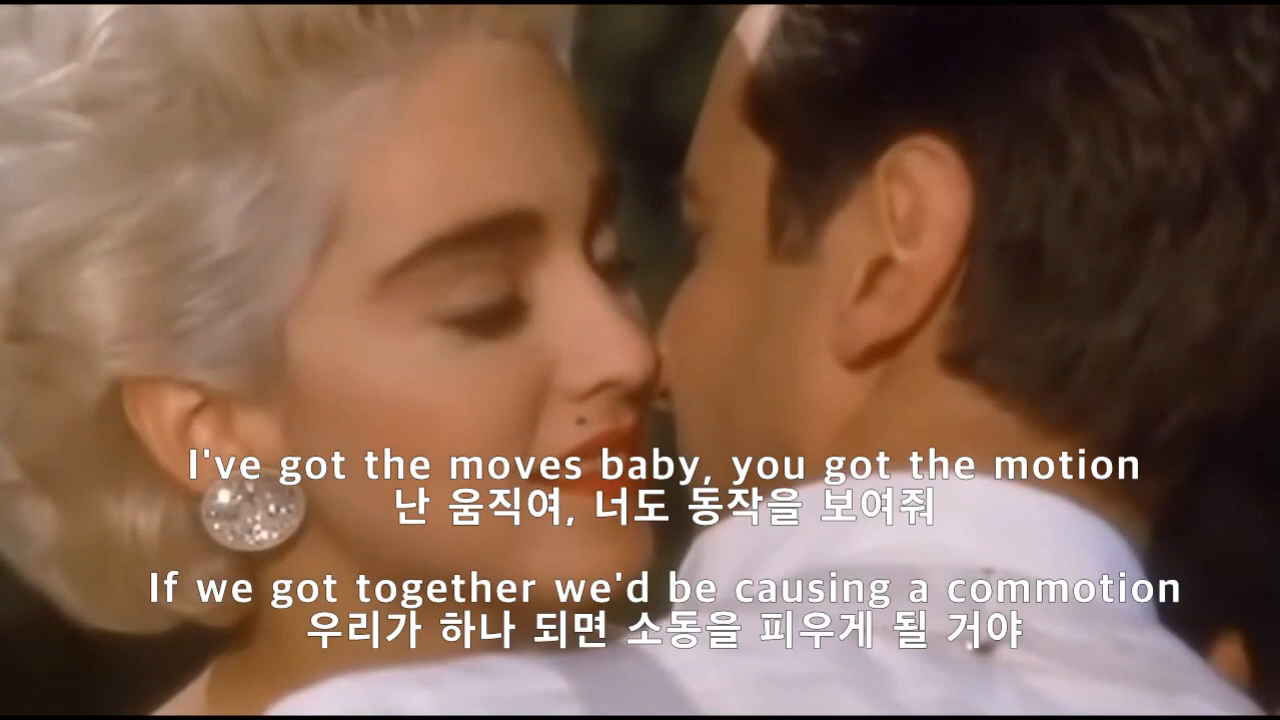 I've got the moves baby, you got the motion
난 움직여, 너도 동작을 보여줘
If we got together we'd be causing a commotion
우리가 하나 되면 소동을 피우게 될 거야